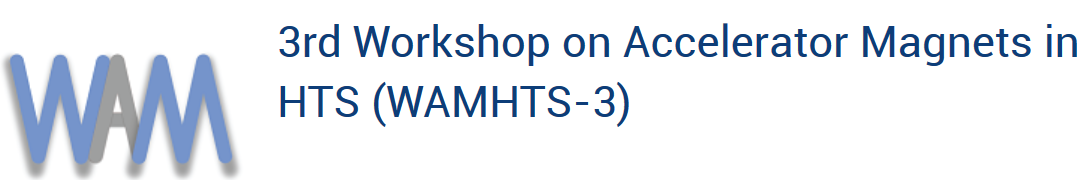 WAM
3rd Workshop on Accelerator Magnets in
HTS (WAMHTS-3)